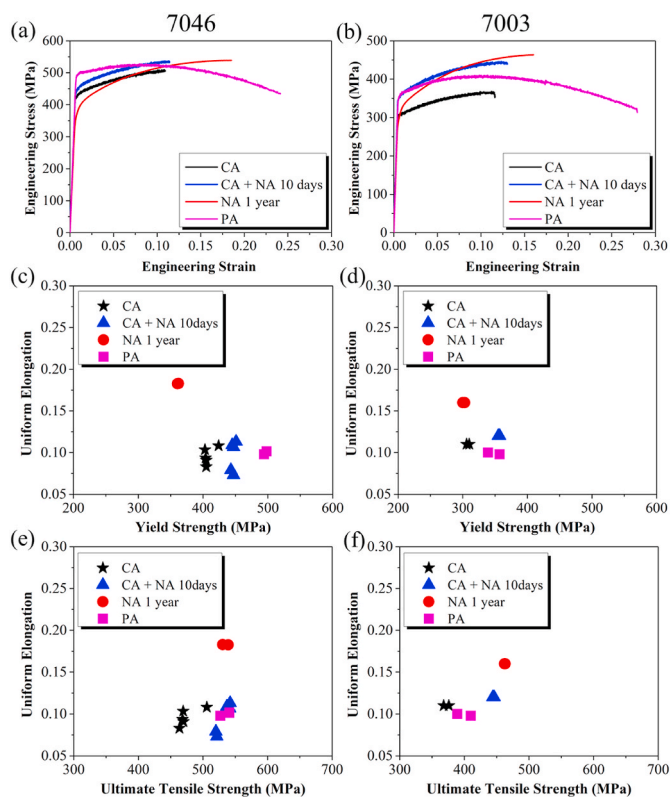 7046
7003
(a)
600
500
400
300
200
100
0
0.00 0.05 0.10 0.15 0.20 0.25 0.30
Engineering Stress (MPa)
Engineering Strain
CA
CA + NA 10 days
NA 1 year
PA
(b)
500
400
300
200
100
0
0.00 0.05 0.10 0.15 0.20 0.25 0.30
Engineering Stress (MPa)
Engineering Strain
CA
CA + NA 10 days
NA 1 year
PA
(c)
0.30
0.25
0.20
0.15
0.10
0.05
200 300 400 500 600
Uniform Elongation
Yield Strength (MPa)
CA
CA + NA 10days
NA 1 year
PA
(d)
0.30
0.25
0.20
0.15
0.10
0.05
200 300 400 500 600
Uniform Elongation
Yield Strength (MPa)
CA
CA + NA 10days
NA 1 year
PA
(e)
0.30
0.25
0.20
0.15
0.10
0.05
300 400 500 600 700
Uniform Elongation
Ultimate Tensile Strength (MPa)
CA
CA + NA 10days
NA 1 year
PA
(f)
0.30
0.25
0.20
0.15
0.10
0.05
300 400 500 600 700
Uniform Elongation
Ultimate Tensile Strength (MPa)
CA
CA + NA 10days
NA 1 year
PA